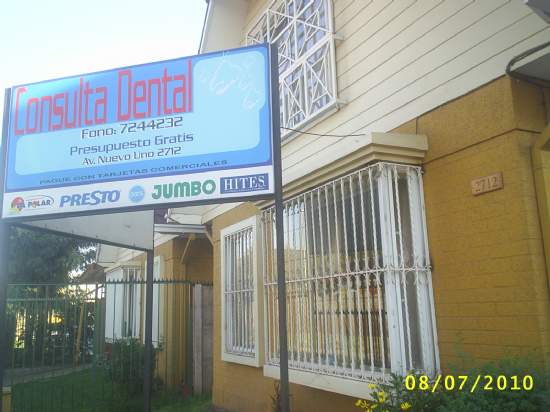 Consulta Dental
Fono: 7244232
Presupuesto Gratis
Av. Nuevo Uno 2712
PAGUE CON TARJETAS COMERCIALES
LA POLAR PRESTO JUMBO HITES
2712
08/07/2010